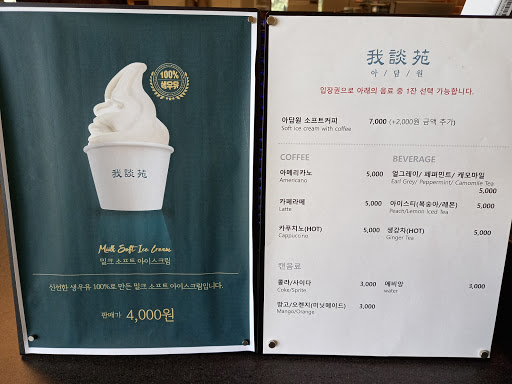 100%
생우유
我談苑
Milk Soft Ice Cream
밀크 소프트 아이스크림
신선한 생우유 100%로 만든 밀크 소프트 아이스크림입니다.
판매가 4,000원
我談苑
아/담/원
입장권으로 아래의 음료 중 1잔 선택 가능합니다.
아담원 소프트커피 7,000 (+2,000원 금액 추가)
Soft ice cream with coffee
COFFEE
아메리카노 5,000
Americano
카페라떼 5,000
Latte
카푸치노(HOT) 5,000
Cappucino
BEVERAGE
얼그레이/ 페퍼민트/ 캐모마일
Earl Grey/ Peppermint/ Camomile Tea
5,000
아이스티(복숭아/레몬) 5,000
Peach/Lemon Iced Tea
생강차(HOT) 5,000
Ginger Tea
캔음료
콜라/사이다 3,000
Coke/Sprite
에비앙 3,000
water
망고/오렌지(미닛메이드) 3,000
Mango/Orange